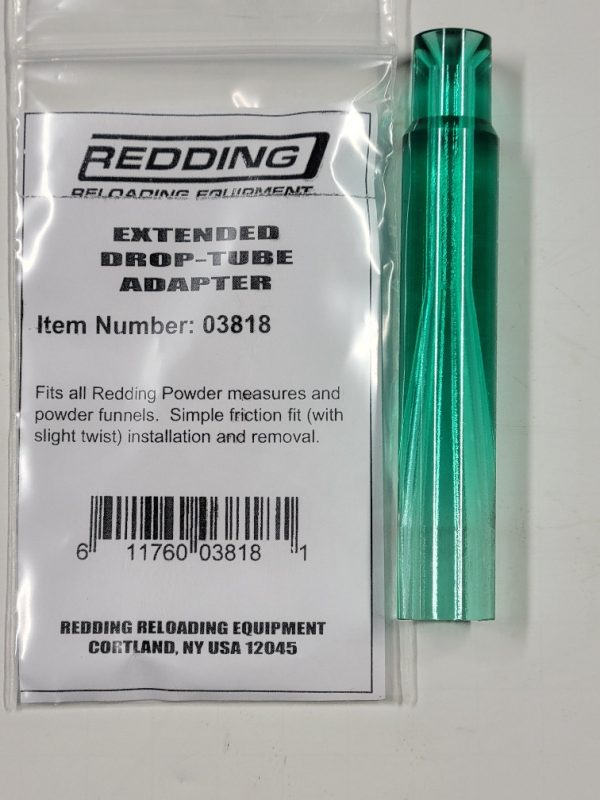 REDDING
RELOADING EQUIPMENT
EXTENDED
DROP-TUBE
ADAPTER
Item Number: 03818
Fits all Redding Powder measures and
powder funnels. Simple friction fit (with
slight twist) installation and removal.
6 11760 03818 1
REDDING RELOADING EQUIPMENT
CORTLAND, NY USA 12045